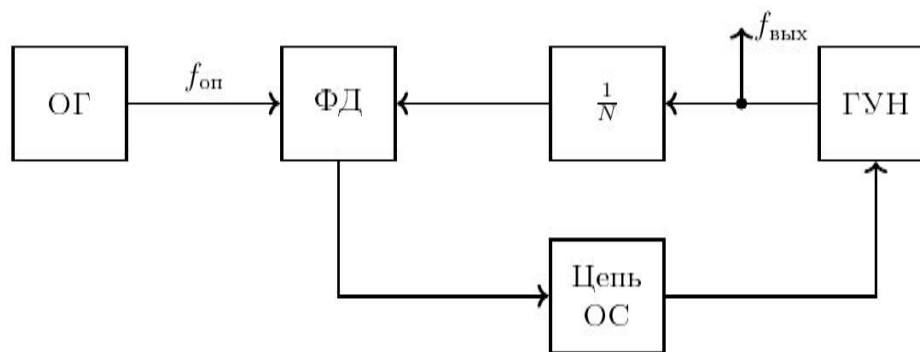 ОГ
f_оп
ФД
1/N
f_вых
ГУН
Цепь
ОС